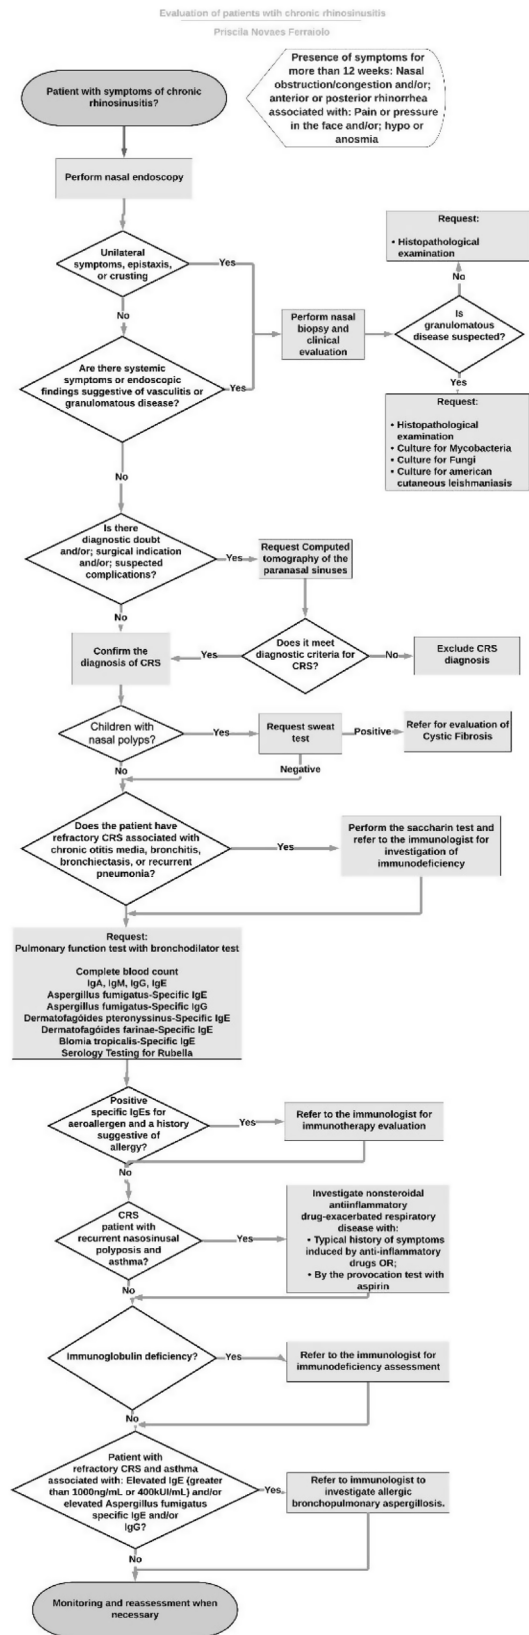 Evaluation of patients wtih chronic rhinosinusitis
Priscila Novaes Ferraiolo
Patient with symptoms of chronic
rhinosinusitis?
Presence of symptoms for
more than 12 weeks: Nasal
obstruction/congestion and/or;
anterior or posterior rhinorrhea
associated with: Pain or pressure
in the face and/or; hypo or
anosmia
Perform nasal endoscopy
Unilateral
symptoms, epistaxis,
or crusting
Yes
No
Request:
• Histopathological
examination
No
Perform nasal
biopsy and
clinical
evaluation
Is
granulomatous
disease suspected?
Yes
Are there systemic
symptoms or endoscopic
findings suggestive of vasculitis or
granulomatous disease?
Yes
No
Request:
• Histopathological
examination
• Culture for Mycobacteria
• Culture for Fungi
• Culture for american
cutaneous leishmaniasis
Is there
diagnostic doubt
and/or; surgical indication
and/or; suspected
complications?
Yes
No
Request Computed
tomography of the
paranasal sinuses
Confirm the
diagnosis of CRS
Yes
Does it meet
diagnostic criteria for
CRS?
No
Exclude CRS
diagnosis
Children with
nasal polyps?
Yes
No
Request sweat
test
Positive
Negative
Refer for evaluation of
Cystic Fibrosis
Does the patient have
refractory CRS associated with
chronic otitis media, bronchitis,
bronchiectasis, or recurrent
pneumonia?
Yes
No
Perform the saccharin test and
refer to the immunologist for
investigation of
immunodeficiency
Request:
Pulmonary function test with bronchodilator test
Complete blood count
IgA, IgM, IgG, IgE
Aspergillus fumigatus-Specific IgE
Aspergillus fumigatus-Specific IgG
Dermatofagóides pteronyssinus-Specific IgE
Dermatofagóides farinae-Specific IgE
Blomia tropicalis-Specific IgE
Serology Testing for Rubella
Positive
specific IgEs for
aeroallergen and a history
suggestive of
allergy?
Yes
No
Refer to the immunologist for
immunotherapy evaluation
CRS
patient with
recurrent nasosinusal
polyposis and
asthma?
Yes
No
Investigate nonsteroidal
antiinflammatory
drug-exacerbated respiratory
disease with:
• Typical history of symptoms
induced by anti-inflammatory
drugs OR;
• By the provocation test with
aspirin
Immunoglobulin deficiency?
Yes
No
Refer to the immunologist for
immunodeficiency assessment
Patient with
refractory CRS and asthma
associated with: Elevated IgE (greater
than 1000ng/mL or 400kUI/mL) and/or
elevated Aspergillus fumigatus
specific IgE and/or
IgG?
Yes
No
Refer to immunologist to
investigate allergic
bronchopulmonary aspergillosis.
Monitoring and reassessment when
necessary